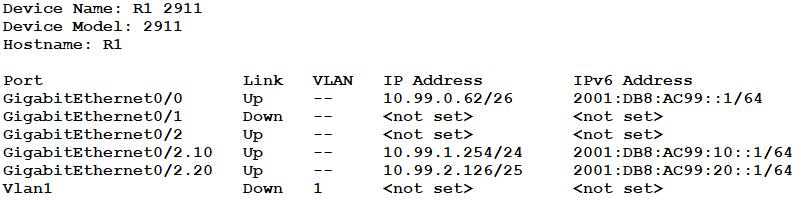 Device Name: R1 2911
Device Model: 2911
Hostname: R1
Port Link VLAN IP Address IPv6 Address
GigabitEthernet0/0 Up -- 10.99.0.62/26 2001:DB8:AC99::1/64
GigabitEthernet0/1 Down -- <not set> <not set>
GigabitEthernet0/2 Up -- <not set> <not set>
GigabitEthernet0/2.10 Up -- 10.99.1.254/24 2001:DB8:AC99:10::1/64
GigabitEthernet0/2.20 Up -- 10.99.2.126/25 2001:DB8:AC99:20::1/64
Vlan1 Down 1 <not set> <not set>